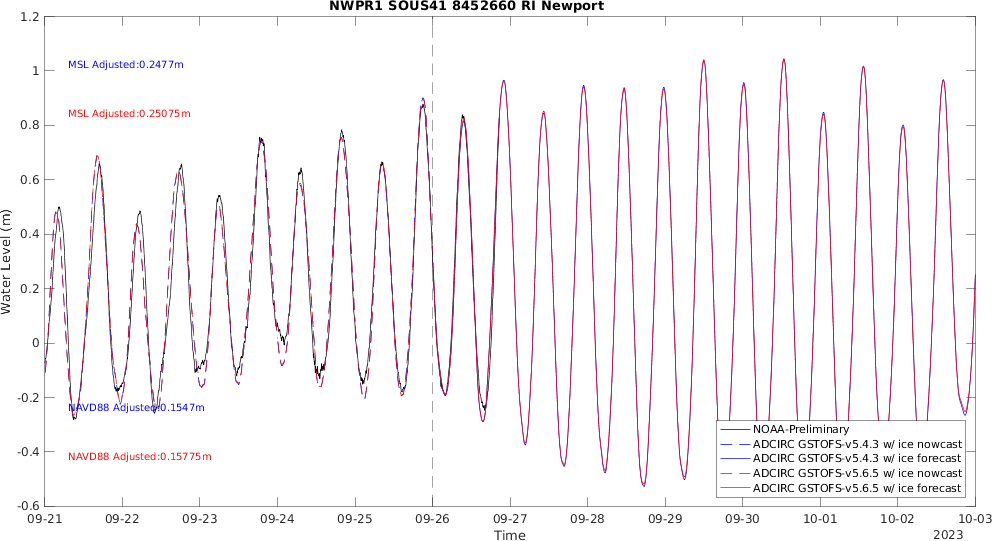 NWPR1 SOUS41 8452660 RI Newport
1.2
1
0.8
0.6
0.4
0.2
0
-0.2
-0.4
-0.6
Water Level (m)
MSL Adjusted:0.2477m
MSL Adjusted:0.25075m
NAVD88 Adjusted:0.1547m
NAVD88 Adjusted:0.15775m
NOAA-Preliminary
ADCIRC GSTOFS-v5.4.3 w/ ice nowcast
ADCIRC GSTOFS-v5.4.3 w/ ice forecast
ADCIRC GSTOFS-v5.6.5 w/ ice nowcast
ADCIRC GSTOFS-v5.6.5 w/ ice forecast
09-21 09-22 09-23 09-24 09-25 09-26 09-27 09-28 09-29 09-30 10-01 10-02 10-03
Time
2023